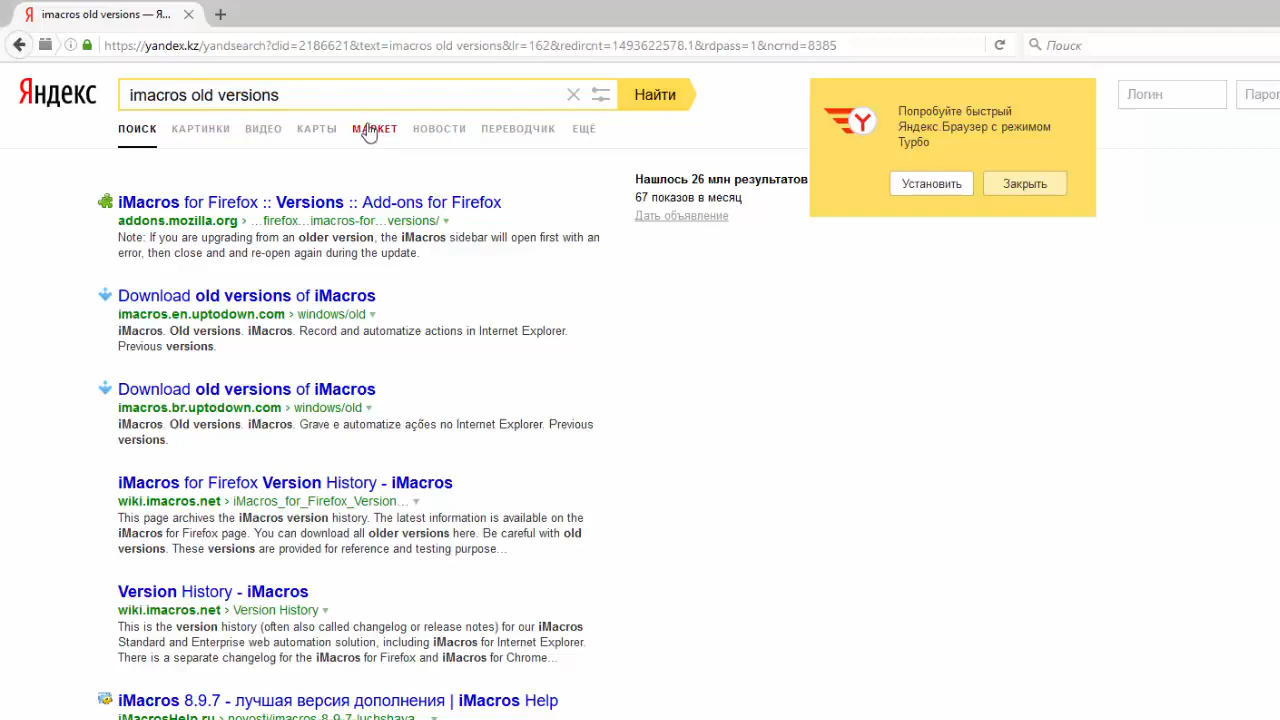 imacros old versions — Я...
https://yandex.kz/yandsearch?clid=2186621&text=imacros old versions&lr=162&redircnt=1493622578.1&rdpass=1&ncrnd=8385
Поиск
Яндекс
imacros old versions
Найти
ПОИСК КАРТИНКИ ВИДЕО КАРТЫ МАРКЕТ НОВОСТИ ПЕРЕВОДЧИК ЕЩЁ
Попробуйте быстрый
Яндекс.Браузер с режимом
Турбо
Установить Закрыть
Логин
Нашлось 26 млн результатов
67 показов в месяц
Дать объявление
iMacros for Firefox :: Versions :: Add-ons for Firefox
addons.mozilla.org › …firefox…imacros-for…versions/
Note: If you are upgrading from an older version, the iMacros sidebar will open first with an
error, then close and and re-open again during the update.
Download old versions of iMacros
imacros.en.uptodown.com › windows/old
iMacros. Old versions. iMacros. Record and automatize actions in Internet Explorer.
Previous versions.
Download old versions of iMacros
imacros.br.uptodown.com › windows/old
iMacros. Old versions. iMacros. Grave e automatize ações no Internet Explorer. Previous
versions.
iMacros for Firefox Version History - iMacros
wiki.imacros.net › iMacros_for_Firefox_Version…
This page archives the iMacros version history. The latest information is available on the
iMacros for Firefox page. You can download all older versions here. Be careful with old
versions. These versions are provided for reference and testing purpose...
Version History - iMacros
wiki.imacros.net › Version History
This is the version history (often also called changelog or release notes) for our iMacros
Standard and Enterprise web automation solution, including iMacros for Internet Explorer.
There is a separate changelog for the iMacros for Firefox and iMacros for Chrome...
iMacros 8.9.7 - лучшая версия дополнения | iMacros Help
iMacrosHelp.ru › novosti/imacros-8-9-7-luchshaya…